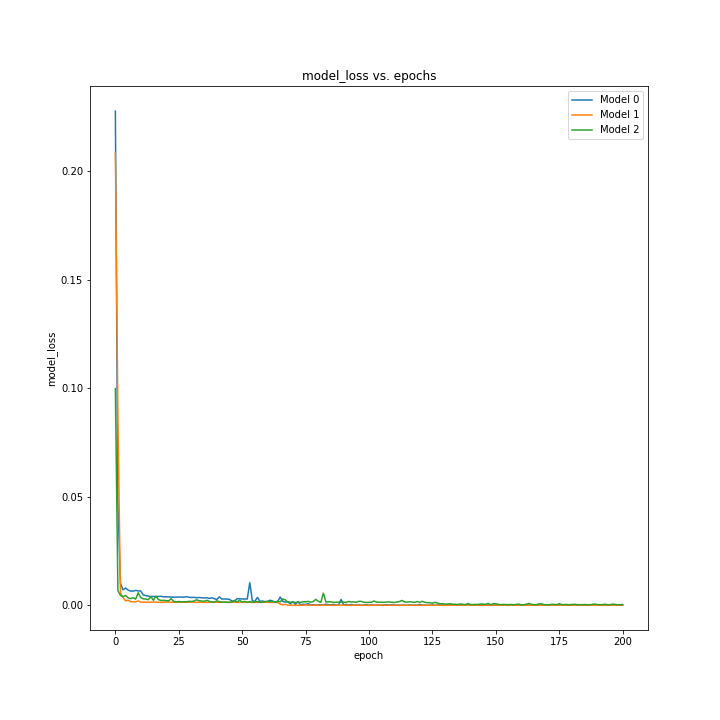 model_loss vs. epochs
Model 0
Model 1
Model 2
0.20
0.15
0.10
0.05
0.00
model_loss
0 25 50 75 100 125 150 175 200
epoch